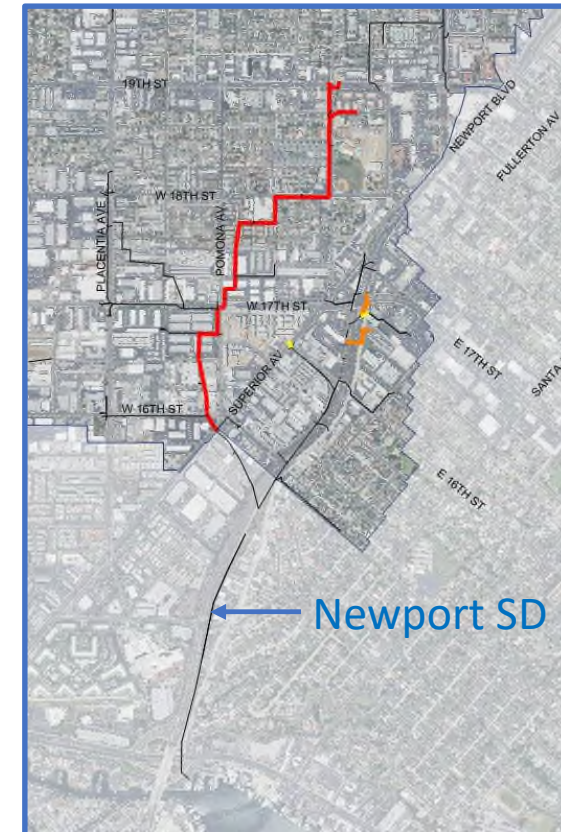 19TH ST
NEWPORT BLVD
FULLERTON AV
W 18TH ST
PLACENTIA AVE
POMONA AV
W 17TH ST
E 17TH ST
SANTA
SUPERIOR AV
W 16TH ST
E 16TH ST
Newport SD